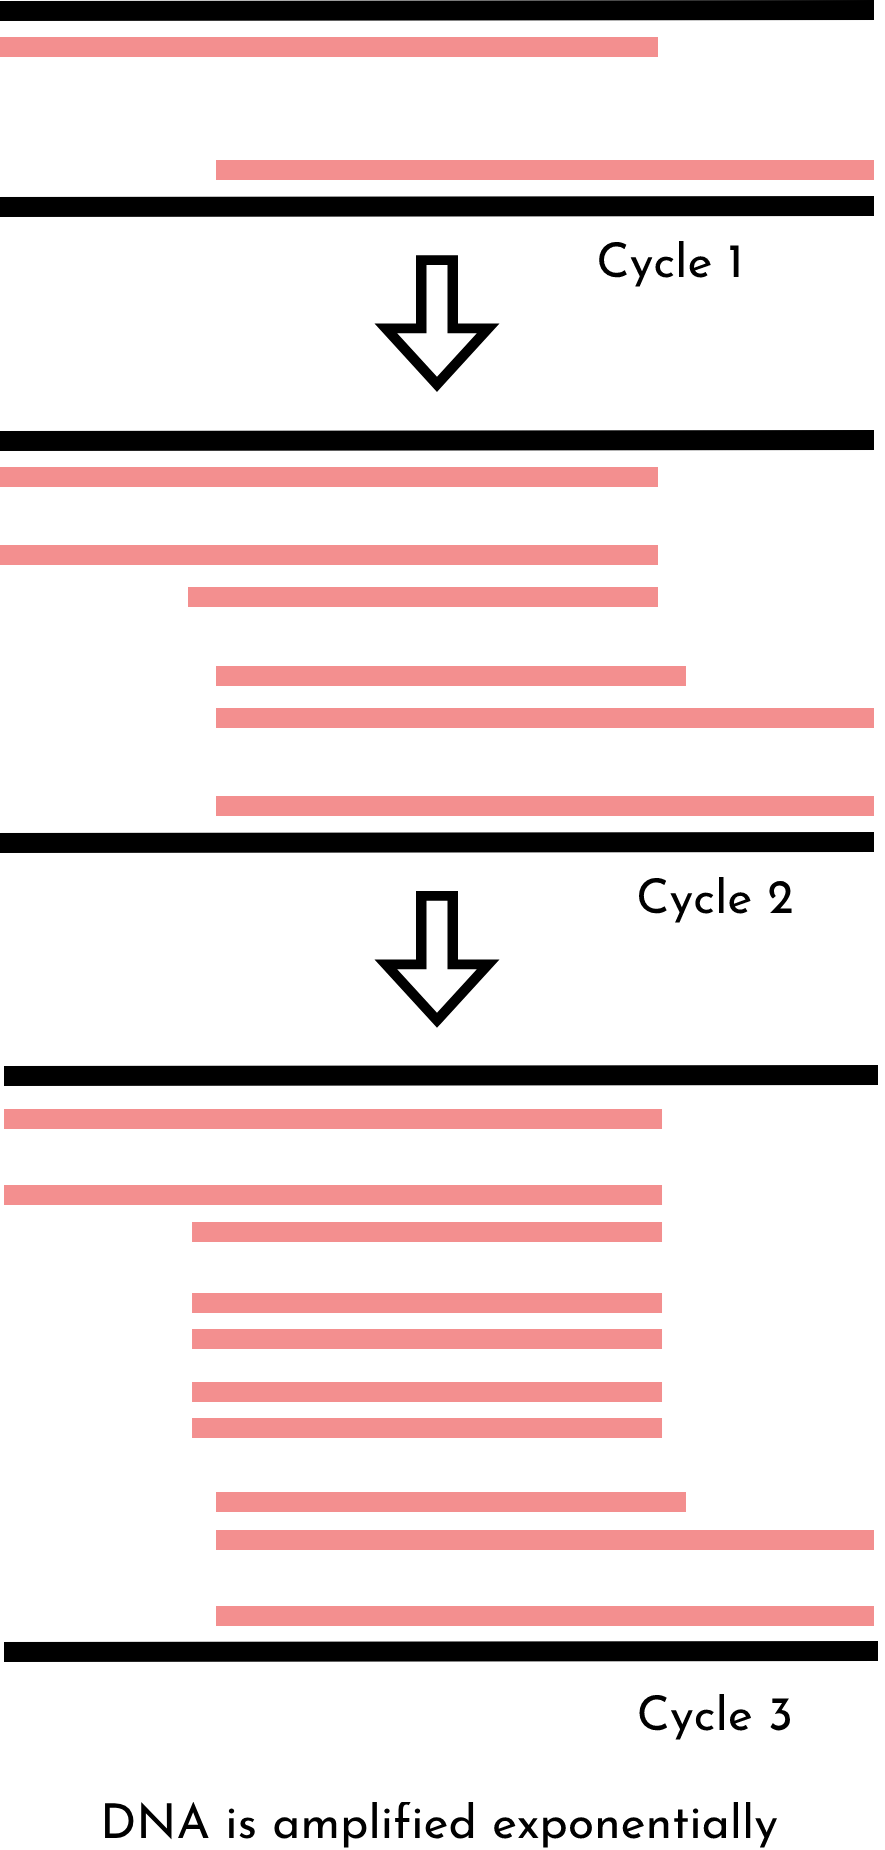 Cycle 1
Cycle 2
Cycle 3
DNA is amplified exponentially